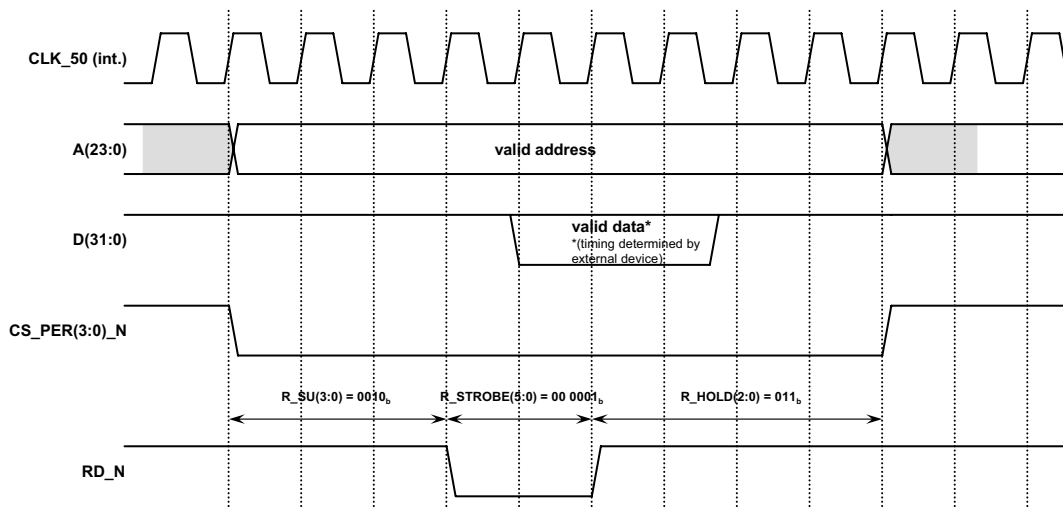 CLK_50 (int.)
A(23:0)
valid address
D(31:0)
valid data*
*(timing determined by
external device)
CS_PER(3:0)_N
R_SU(3:0) = 0010b
R_STROBE(5:0) = 00 0001b
R_HOLD(2:0) = 011b
RD_N